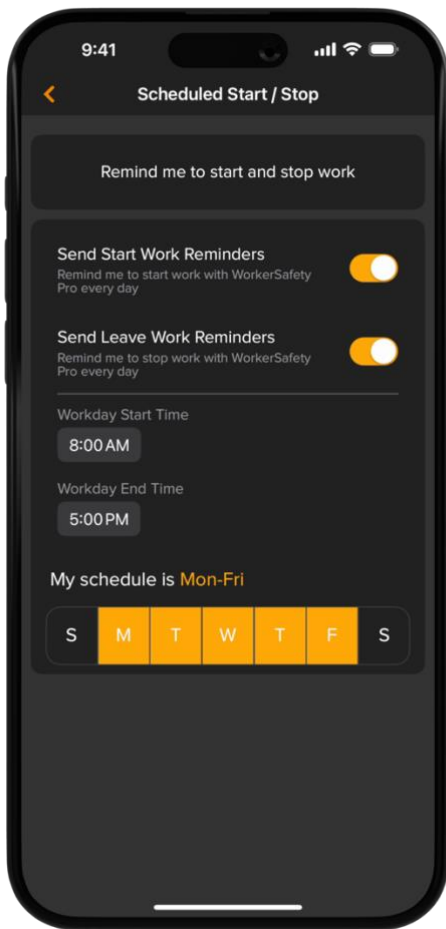 9:41
Scheduled Start / Stop
Remind me to start and stop work
Send Start Work Reminders
Remind me to start work with WorkerSafety
Pro every day
Send Leave Work Reminders
Remind me to stop work with WorkerSafety
Pro every day
Workday Start Time
8:00 AM
Workday End Time
5:00 PM
My schedule is Mon-Fri
S M T W T F S